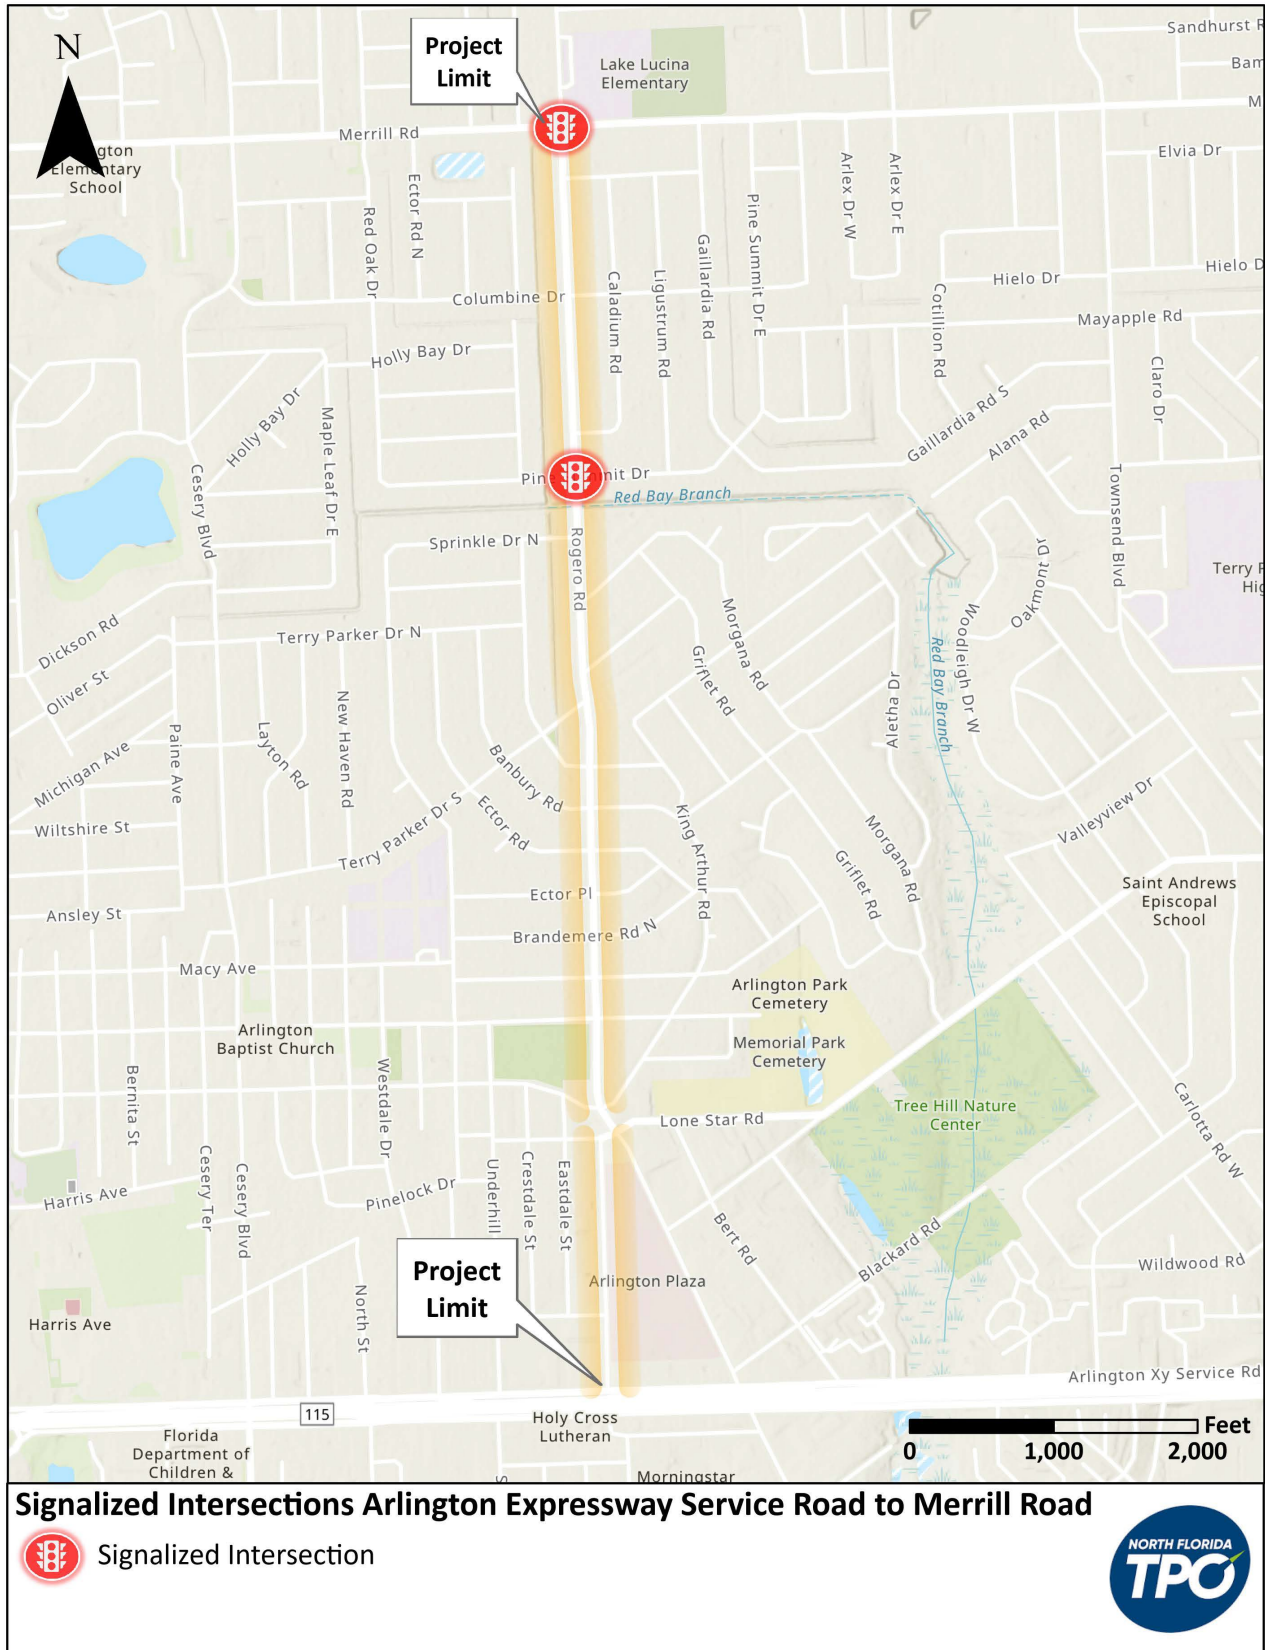 N
Project
Limit
Lake Lucina
Elementary
Sandhurst R
Bam
M
Merrill Rd
gton
Elementary
School
Elvia Dr
Ector Rd N
Red Oak Dr
Arlex Dr W
Arlex Dr E
Pine Summit Dr E
Gaillardia Rd
Caladium Rd
Ligustrum Rd
Columbine Dr
Hielo Dr
Hielo D
Cotillion Rd
Mayapple Rd
Holly Bay Dr
Claro Dr
Holly Bay Dr
Maple Leaf Dr E
Gaillardia Rd S
Alana Rd
Cesery Blvd
Pine
mit Dr
Red Bay Branch
Townsend Blvd
Sprinkle Dr N
Rogero Rd
Oakmont Dr
Terry P
Hig
Dickson Rd
Terry Parker Dr N
Morgana Rd
Woodleigh Dr W
Red Bay Branch
Oliver St
Griflet Rd
Aletha Dr
New Haven Rd
Layton Rd
Paine Ave
Michigan Ave
Banbury Rd
Wiltshire St
Terry Parker Dr S
Ector Rd
King Arthur Rd
Valleyview Dr
Morgana Rd
Griflet Rd
Ector Pl
Saint Andrews
Episcopal
School
Ansley St
Brandemere Rd N
Macy Ave
Arlington Park
Cemetery
Arlington
Baptist Church
Memorial Park
Cemetery
Bernita St
Westdale Dr
Lone Star Rd
Tree Hill Nature
Center
Carlotta Rd W
Cesery Ter
Cesery Blvd
Harris Ave
Pinelock Dr
Underhill
Crestdale St
Eastdale St
Bert Rd
Blackard Rd
Wildwood Rd
Project
Limit
Arlington Plaza
North St
Harris Ave
Arlington Xy Service Rd
115
Holy Cross
Lutheran
Florida
Department of
Children &
S
Morningstar
Feet
0 1,000 2,000
Signalized Intersections Arlington Expressway Service Road to Merrill Road
Signalized Intersection
NORTH FLORIDA
TPO